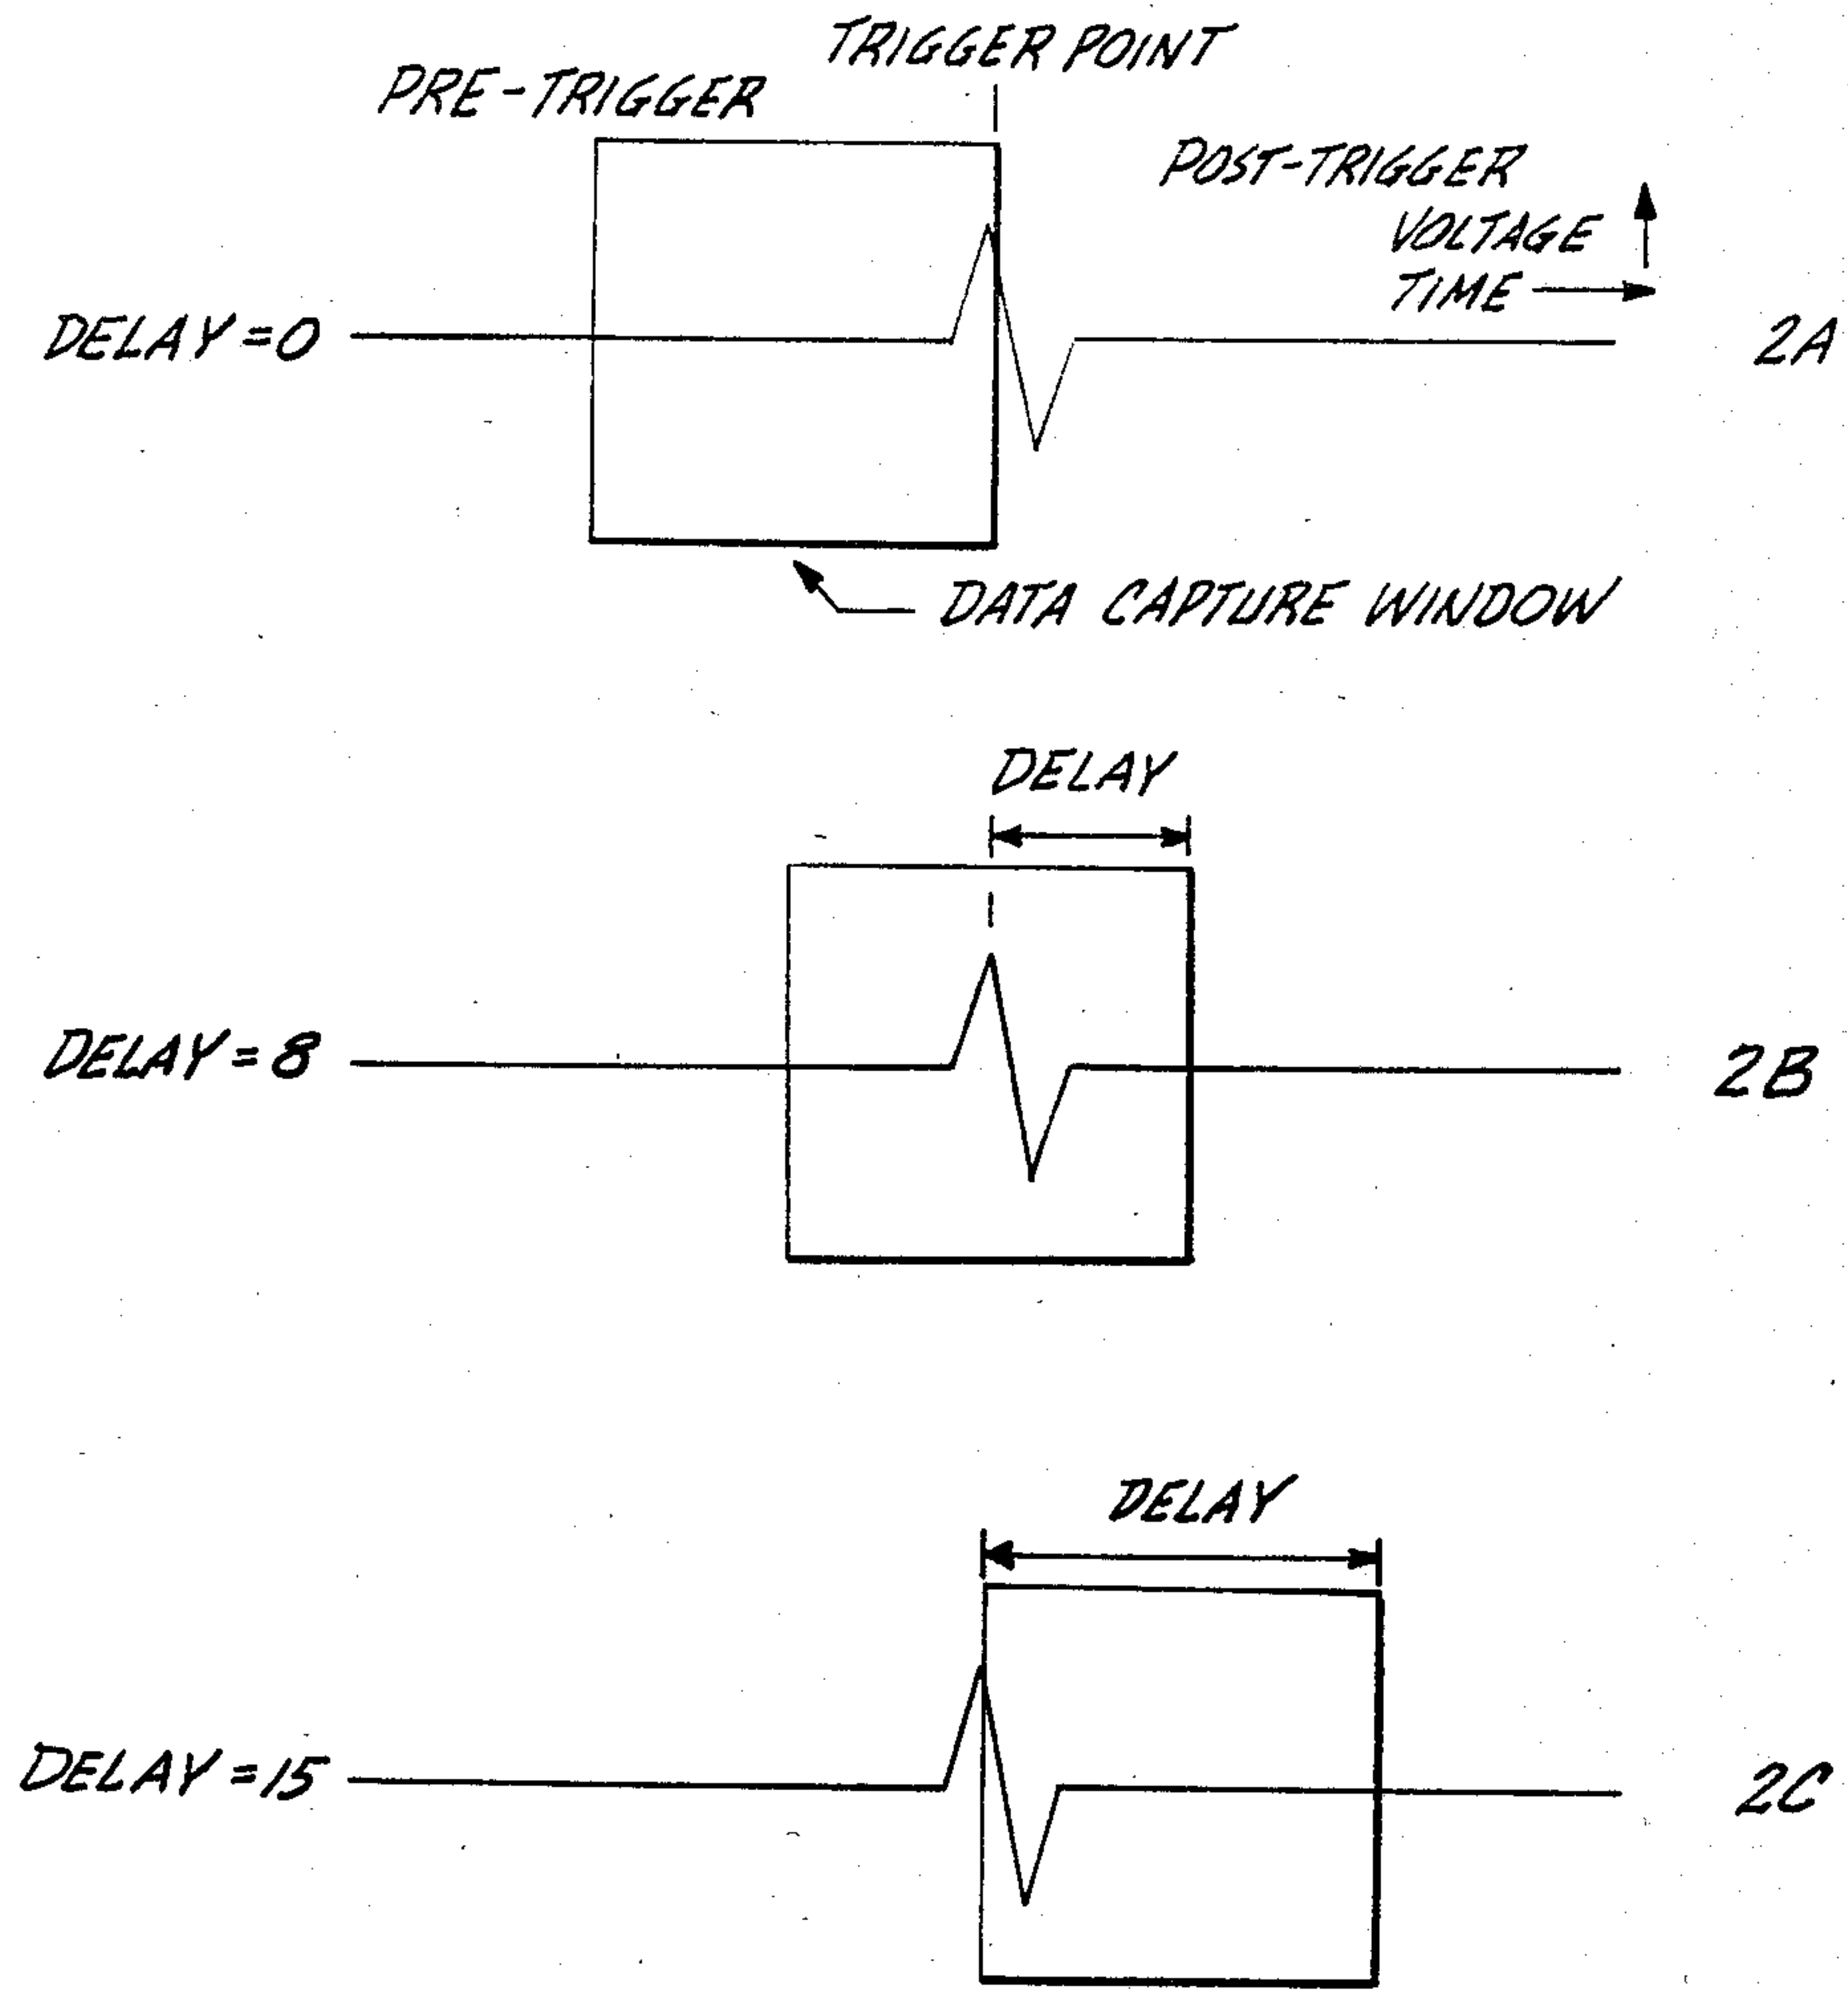 TRIGGER POINT
PRE-TRIGGER
POST-TRIGGER
VOLTAGE
TIME
DELAY=0
2A
DATA CAPTURE WINDOW
DELAY
DELAY=8
2B
DELAY
DELAY=15
2C